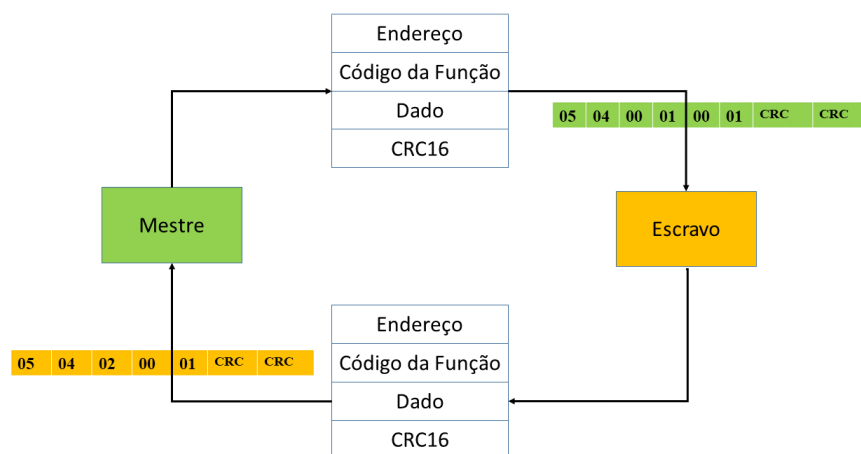 Endereço
Código da Função
Dado
CRC16
05 04 00 01 00 01 CRC CRC
Mestre
Escravo
Endereço
Código da Função
Dado
CRC16
05 04 02 00 01 CRC CRC